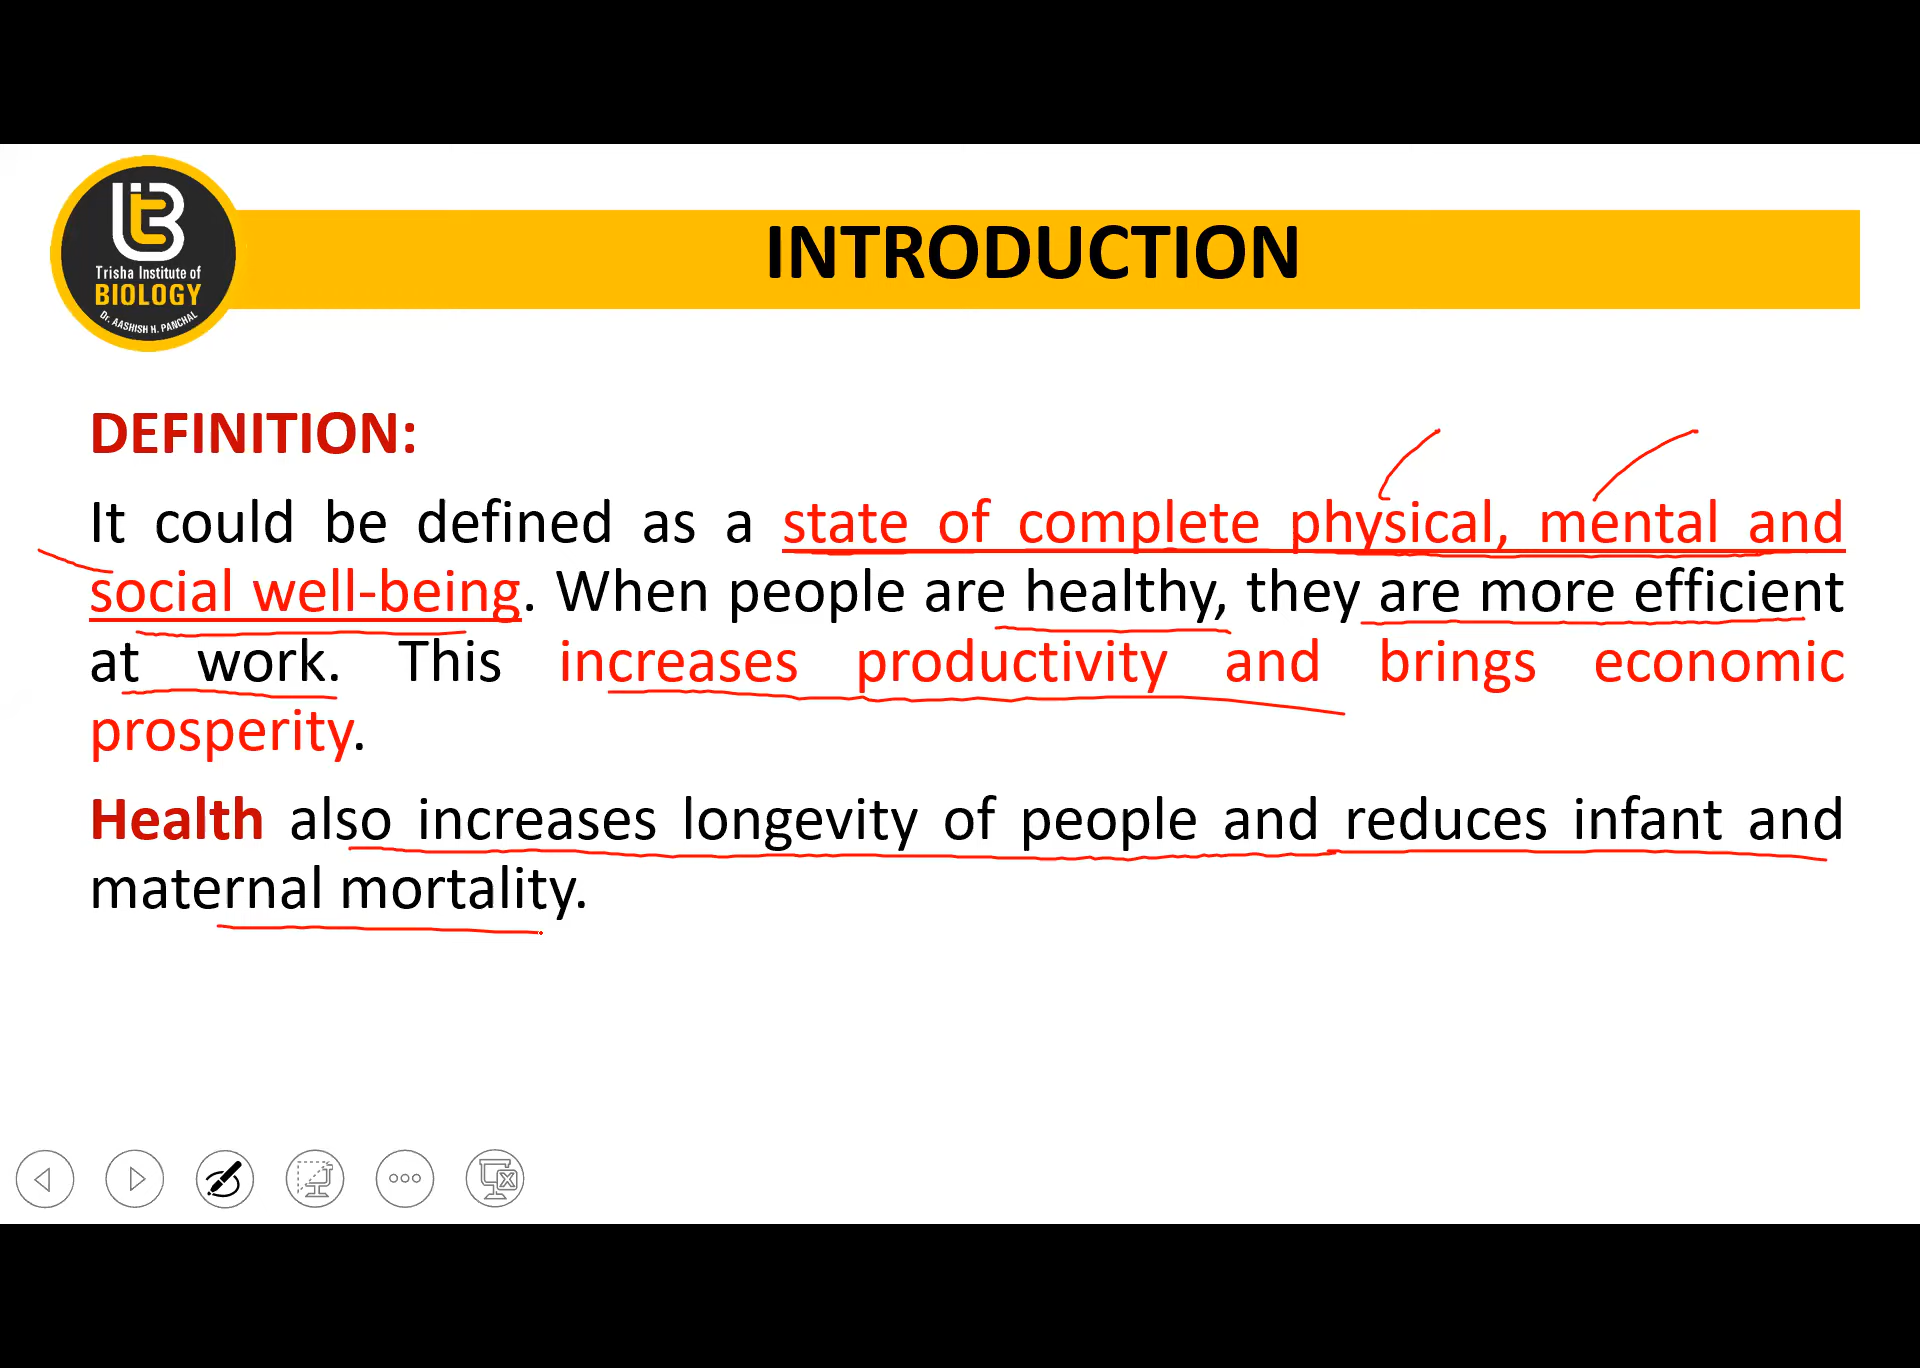 Trisha Institute of
BIOLOGY
Dr. AASHISH H. PANCHAL
INTRODUCTION
DEFINITION:
It could be defined as a state of complete physical, mental and
social well-being. When people are healthy, they are more efficient
at work. This increases productivity and brings economic
prosperity.
Health also increases longevity of people and reduces infant and
maternal mortality.